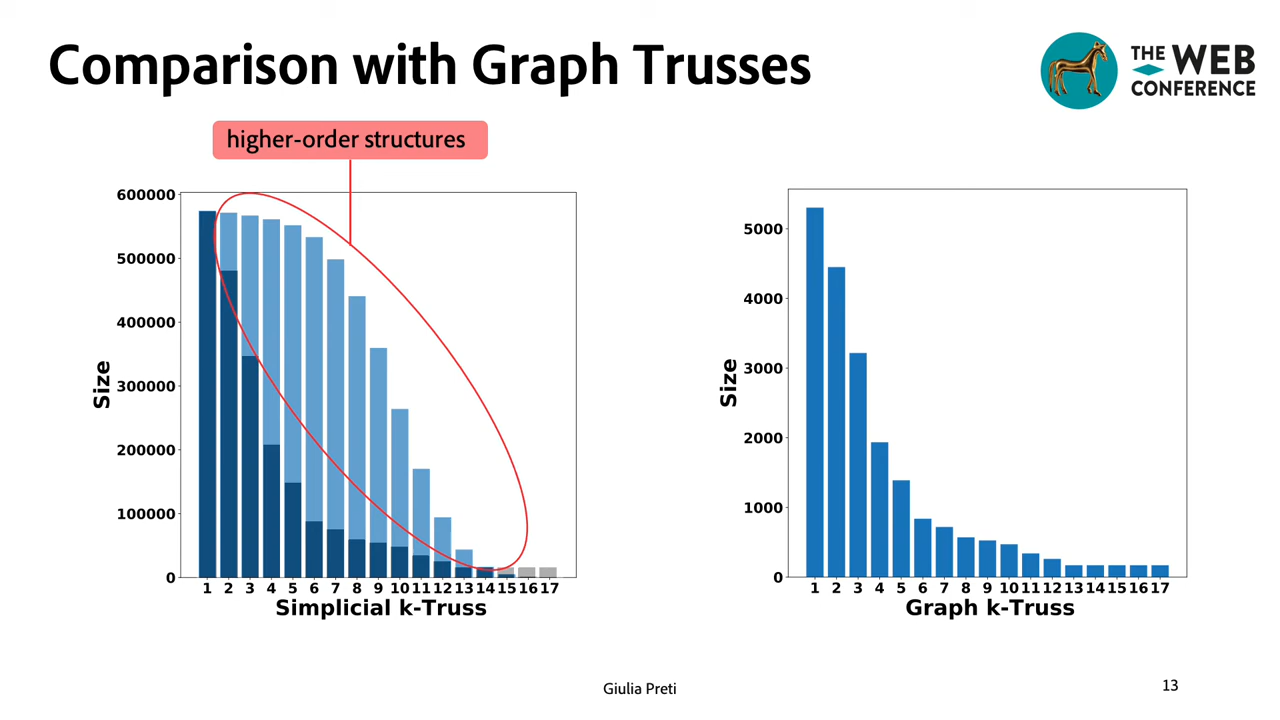 Comparison with Graph Trusses
THE WEB
CONFERENCE
higher-order structures
600000
500000
400000
300000
200000
100000
0
Size
1 2 3 4 5 6 7 8 9 10 11 12 13 14 15 16 17
Simplicial k-Truss
5000
4000
3000
2000
1000
0
Size
1 2 3 4 5 6 7 8 9 10 11 12 13 14 15 16 17
Graph k-Truss
Giulia Preti
13